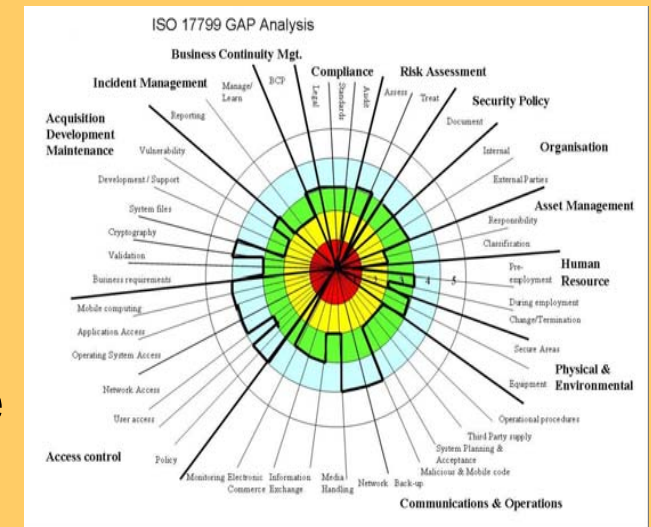 ISO 17799 GAP Analysis
Business Continuity Mgt.
Compliance
Risk Assessment
Incident Management
Manage/
Learn
BCP
Legal
Standards
Audit
Assess
Treat
Security Policy
Acquisition
Development
Maintenance
Reporting
Document
Vulnerability
Internal
Organisation
Development / Support
External Parties
System files
Asset Management
Responsibility
Cryptography
Classification
Validation
Pre-
employment
Human
Resource
Business requirements
3
4
5
During employment
Mobile computing
Change/Termination
Application Access
Secure Areas
Operating System Access
Physical &
Environmental
Equipment
Network Access
User access
Operational procedures
Third Party supply
Access control
Policy
System Planning &
Acceptance
Malicious & Mobile code
Monitoring
Electronic
Commerce
Information
Exchange
Media
Handling
Network
Back-up
Communications & Operations
e